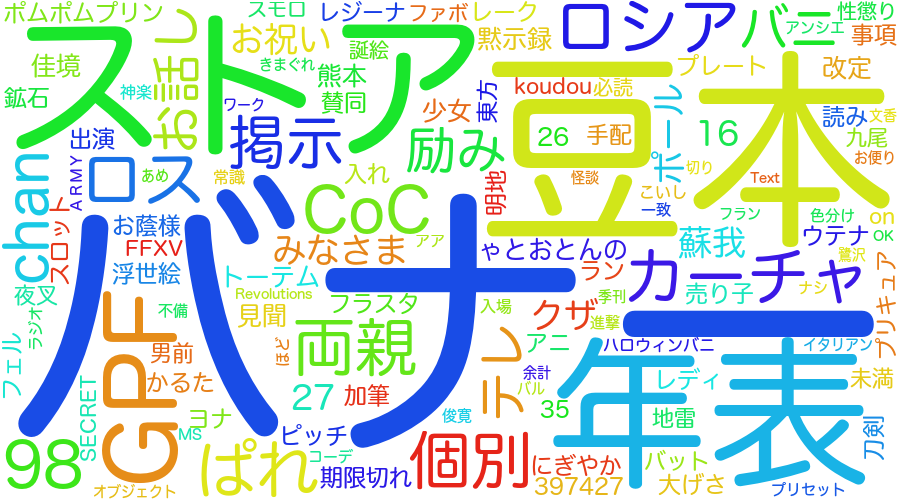 ポムポムプリン
スモロ
レジーナ
ファボ
レーク
ロシア
バニ
性懲り
アンシエ
事項
お祝い
誕絵
黙示録
佳境
ストア
お話し
きまぐれ
熊本
プレート
改定
鉱石
神楽
賛同
少女
東方
koudou
必読
豆本
ワーク
掲示
励み
26
手配
ポール
16
読み
文香
九尾
お便り
出演
ARMY
あめ
ロス
常識
入れ
明地
怪談
切り
Text
こいし
一致
chan
スロット
お蔭様
CoC
フラン
色分け
on
ウテナ
OK
FFXV
みなさま
アア
ゃとおとんの
蘇我
鷺沢
夜叉
浮世絵
トーテム
ラン
カーチャ
プリキュア
ラジオ
不備
Revolutions
フラスタ
入場
季刊
売り子
ナシ
GPF
見聞
クザ
進撃
バナー
フェル
男前
ほど
両親
テレ
アニ
ハロウィンバニ
イタリアン
かるた
余計
年表
レディ
未満
SECRET
27
加筆
バル
35
地雷
刀剣
ヨナ
MS
ピッチ
俊寛
98
ぱれ
コーデ
個別
にぎやか
バット
オブジェクト
期限切れ
397427
大げさ
プリセット